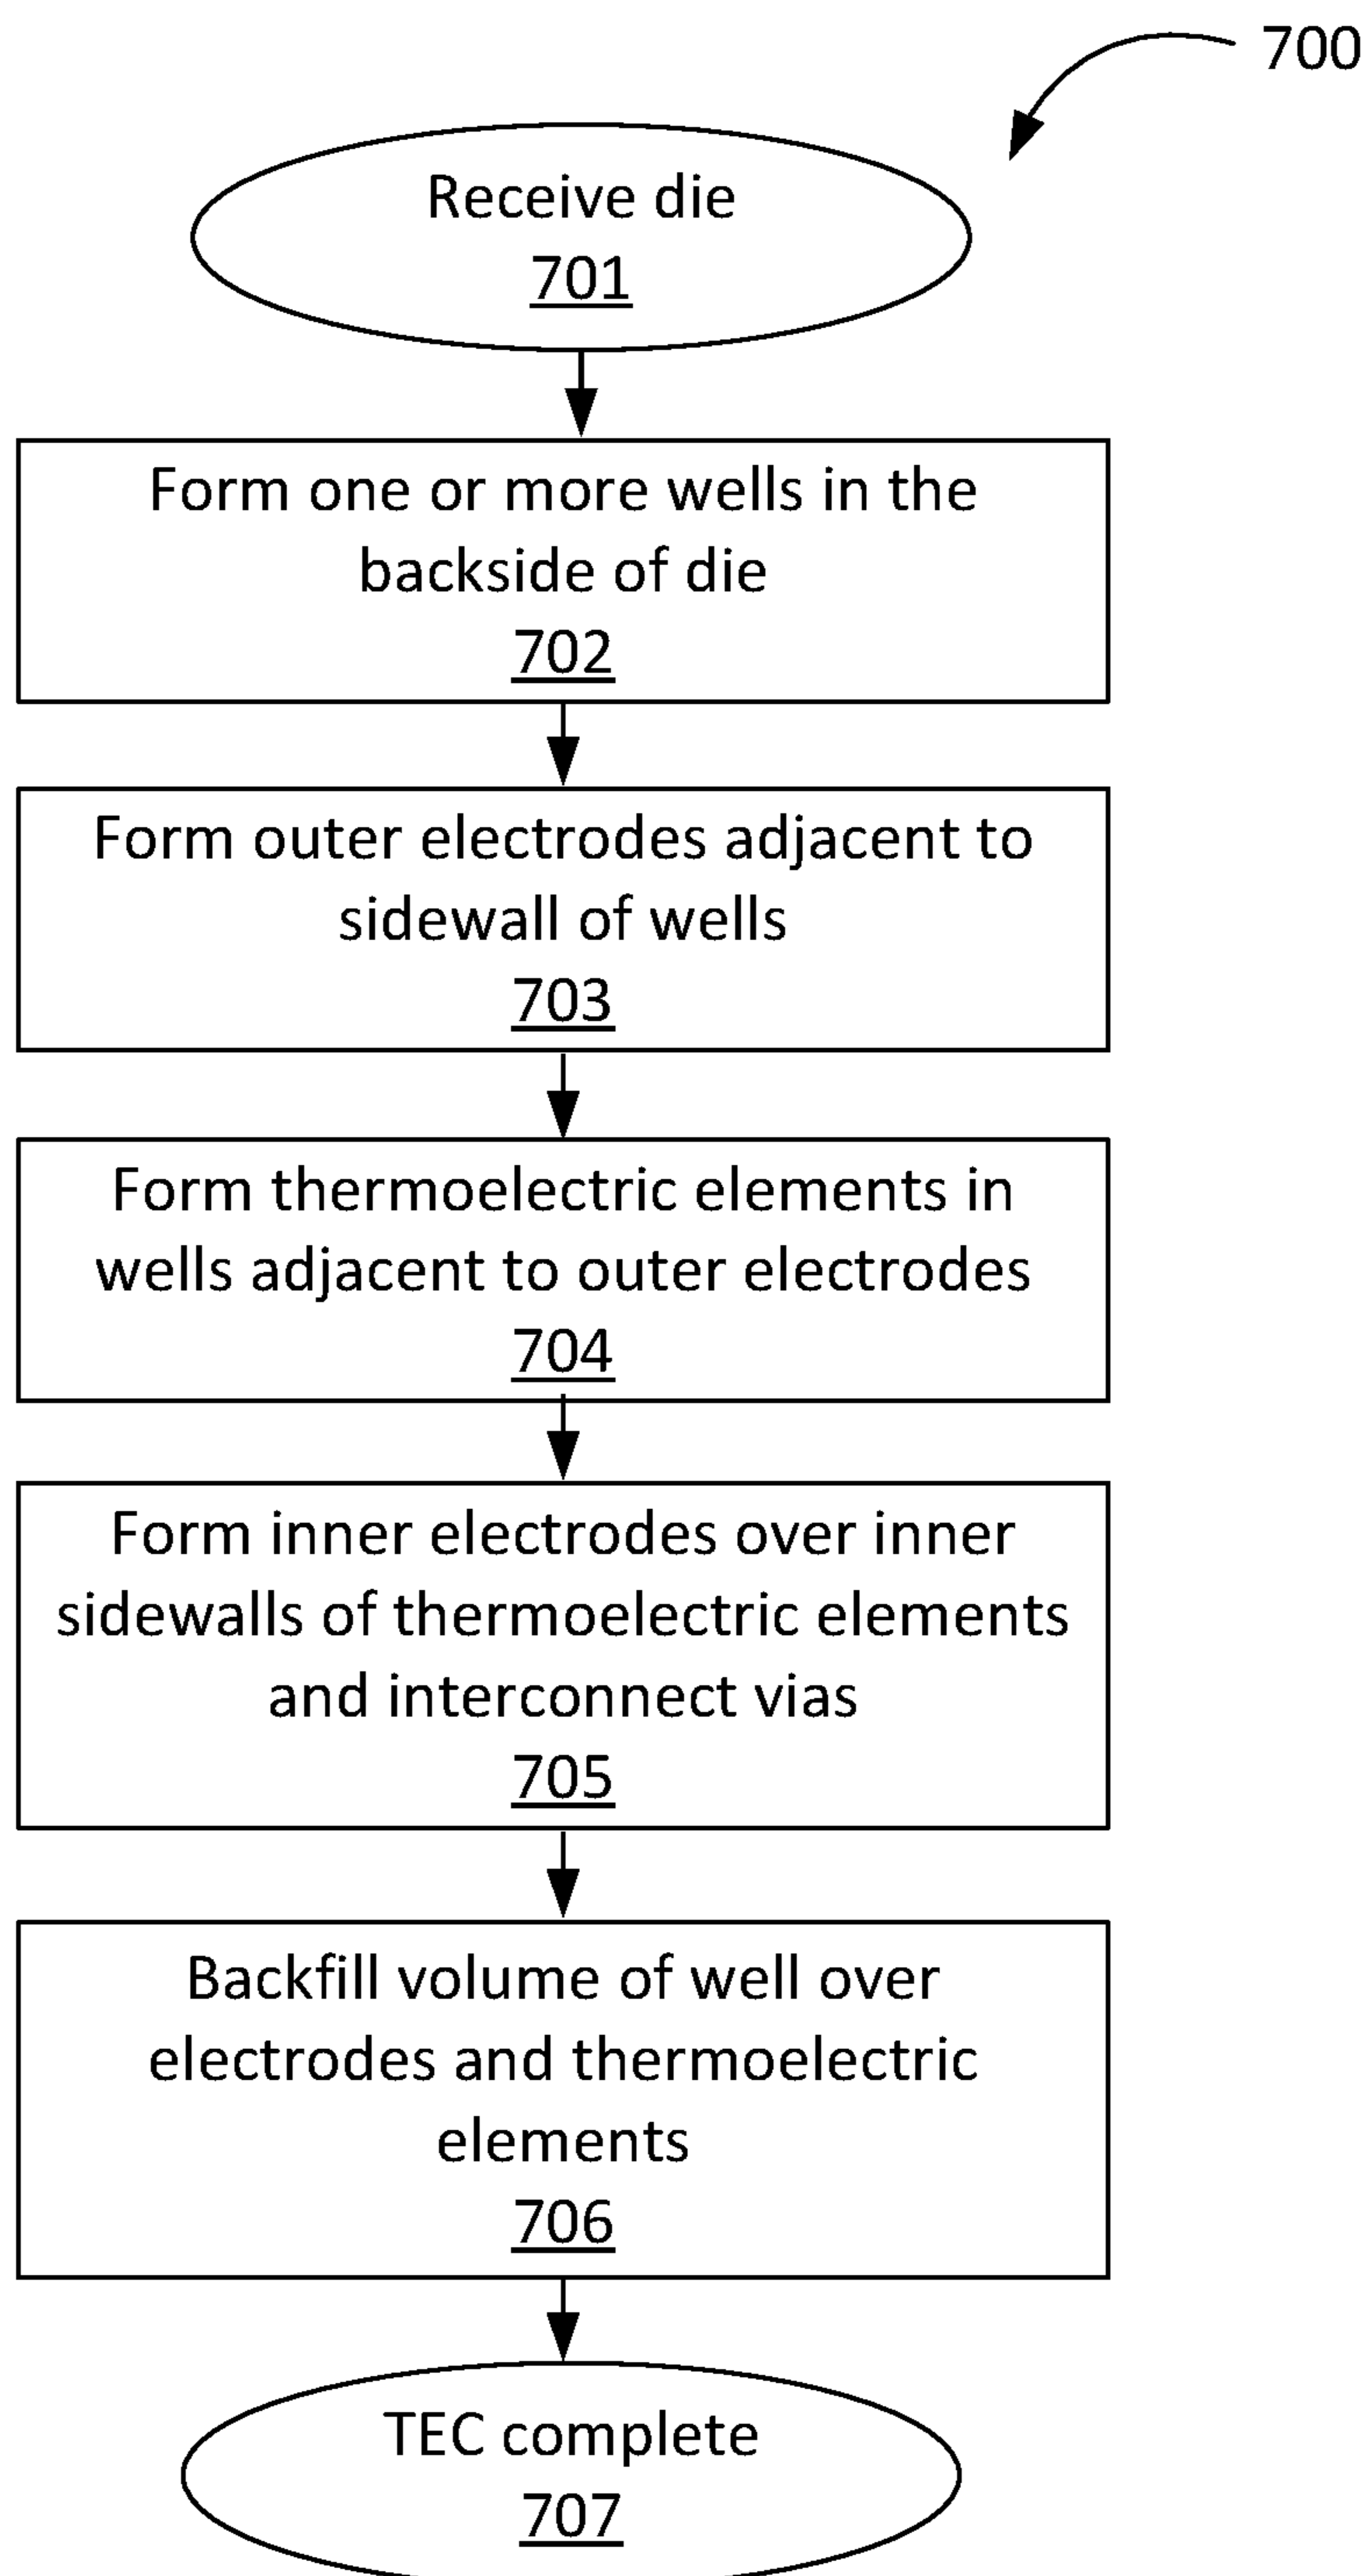 700
Receive die
701
Form one or more wells in the
backside of die
702
Form outer electrodes adjacent to
sidewall of wells
703
Form thermoelectric elements in
wells adjacent to outer electrodes
704
Form inner electrodes over inner
sidewalls of thermoelectric elements
and interconnect vias
705
Backfill volume of well over
electrodes and thermoelectric
elements
706
TEC complete
707